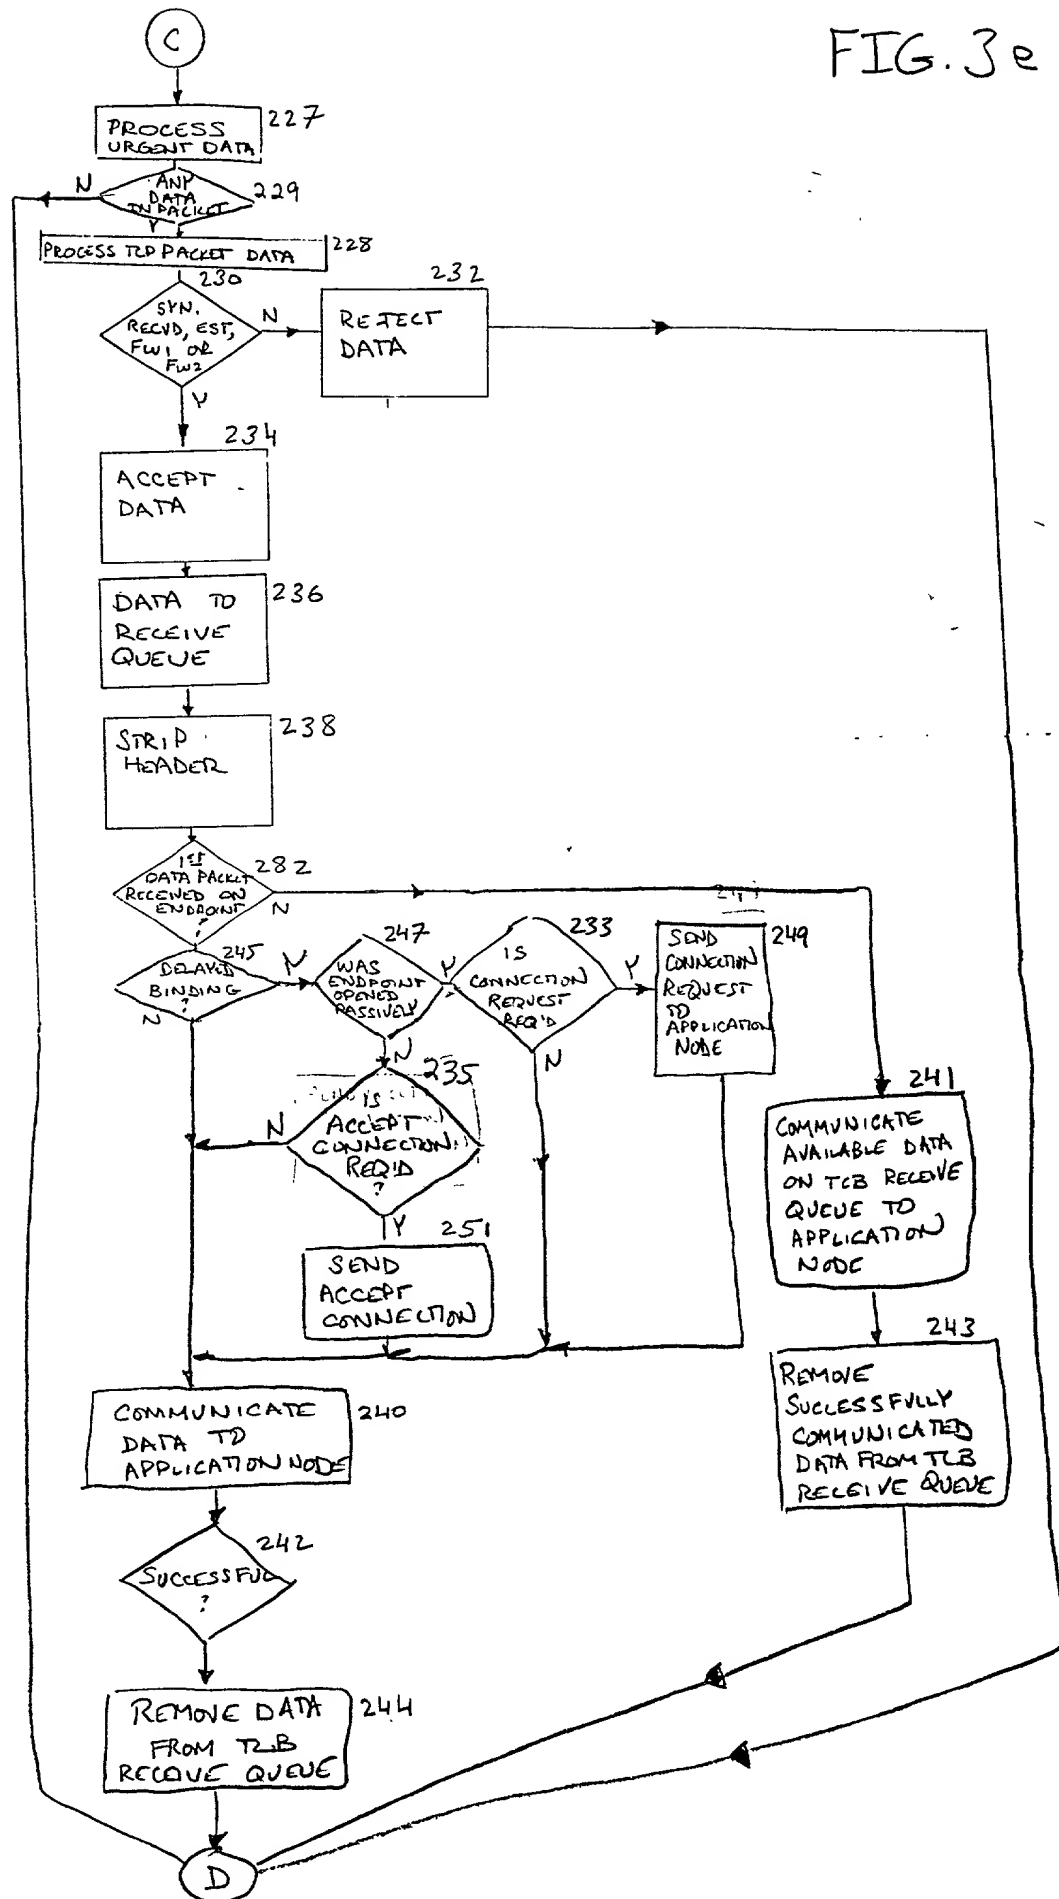 C
FIG. 3e
PROCESS
URGENT DATA
227
N
ANY
DATA
IN PACKET
229
Y
PROCESS TCP PACKET DATA
228
230
232
SYN.
RECVD, EST,
FW1 OR
FW2
N
REJECT
DATA
Y
234
ACCEPT
DATA
DATA TO
RECEIVE
QUEUE
236
STRIP
HEADER
238
1ST
DATA PACKET
RECEIVED ON
ENDPOINT
?
282
N
245
DELAYED
BINDING
?
Y
N
247
WAS
ENDPOINT
OPENED
PASSIVELY
Y
N
233
IS
CONNECTION
REQUEST
REQ'D
?
Y
N
SEND
CONNECTION
REQUEST
TO
APPLICATION
NODE
249
235
IS
ACCEPT
CONNECTION
REQ'D
?
N
Y
251
SEND
ACCEPT
CONNECTION
241
COMMUNICATE
AVAILABLE DATA
ON TCB RECEIVE
QUEUE TO
APPLICATION
NODE
243
REMOVE
SUCCESSFULLY
COMMUNICATED
DATA FROM TCB
RECEIVE QUEUE
COMMUNICATE
DATA TO
APPLICATION NODE
240
242
SUCCESSFUL
?
REMOVE DATA
FROM TCB
RECEIVE QUEUE
244
D